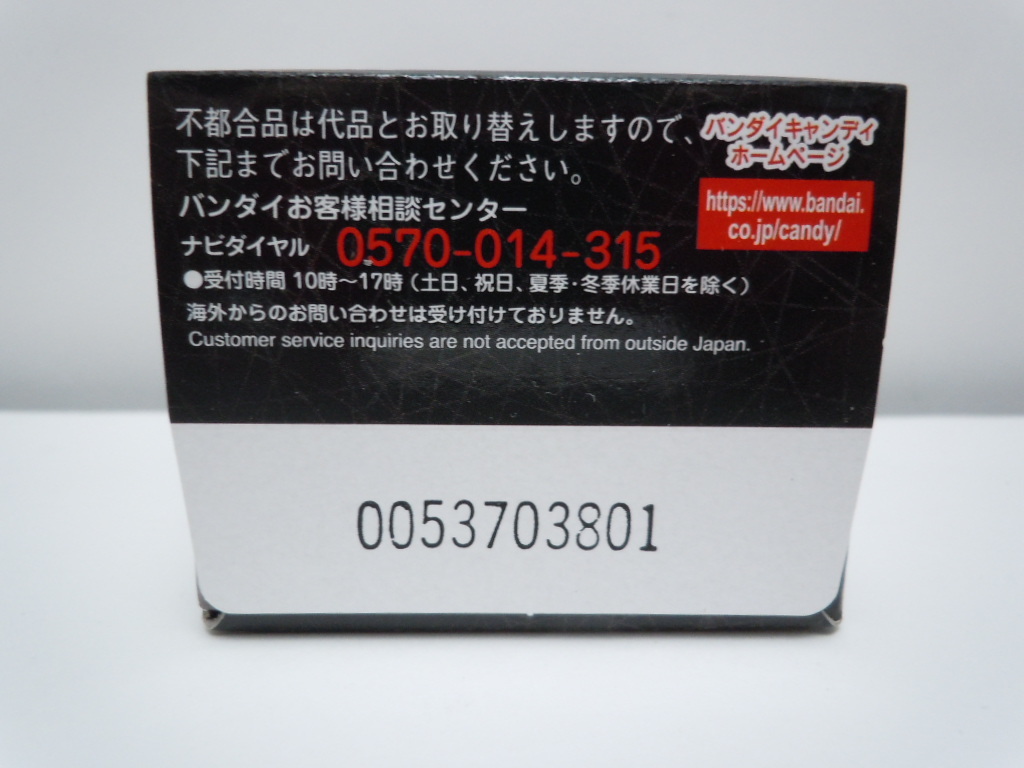 不都合品は代品とお取り替えしますので、
下記までお問い合わせください。
バンダイお客様相談センター
ナビダイヤル 0570-014-315
●受付時間 10時～17時（土日、祝日、夏季・冬季休業日を除く）
海外からのお問い合わせは受け付けておりません。
Customer service inquiries are not accepted from outside Japan.
バンダイキャンディ
ホームページ
https://www.bandai.
co.jp/candy/
0053703801